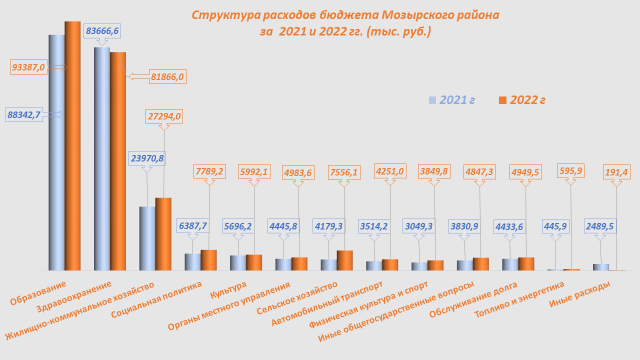 Структура расходов бюджета Мозырского района
за 2021 и 2022 гг. (тыс. руб.)
2021 г 2022 г
83666,6
93387,0
81866,0
88342,7
27294,0
23970,8
7789,2 5992,1 4983,6 7556,1 4251,0 3849,8 4847,3 4949,5 595,9 191,4
6387,7 5696,2 4445,8 4179,3 3514,2 3049,3 3830,9 4433,6 445,9 2489,5
Образование
Здравоохранение
Жилищно-коммунальное хозяйство
Социальная политика
Культура
Органы местного управления
Сельское хозяйство
Автомобильный транспорт
Физическая культура и спорт
Иные общегосударственные вопросы
Обслуживание долга
Топливо и энергетика
Иные расходы